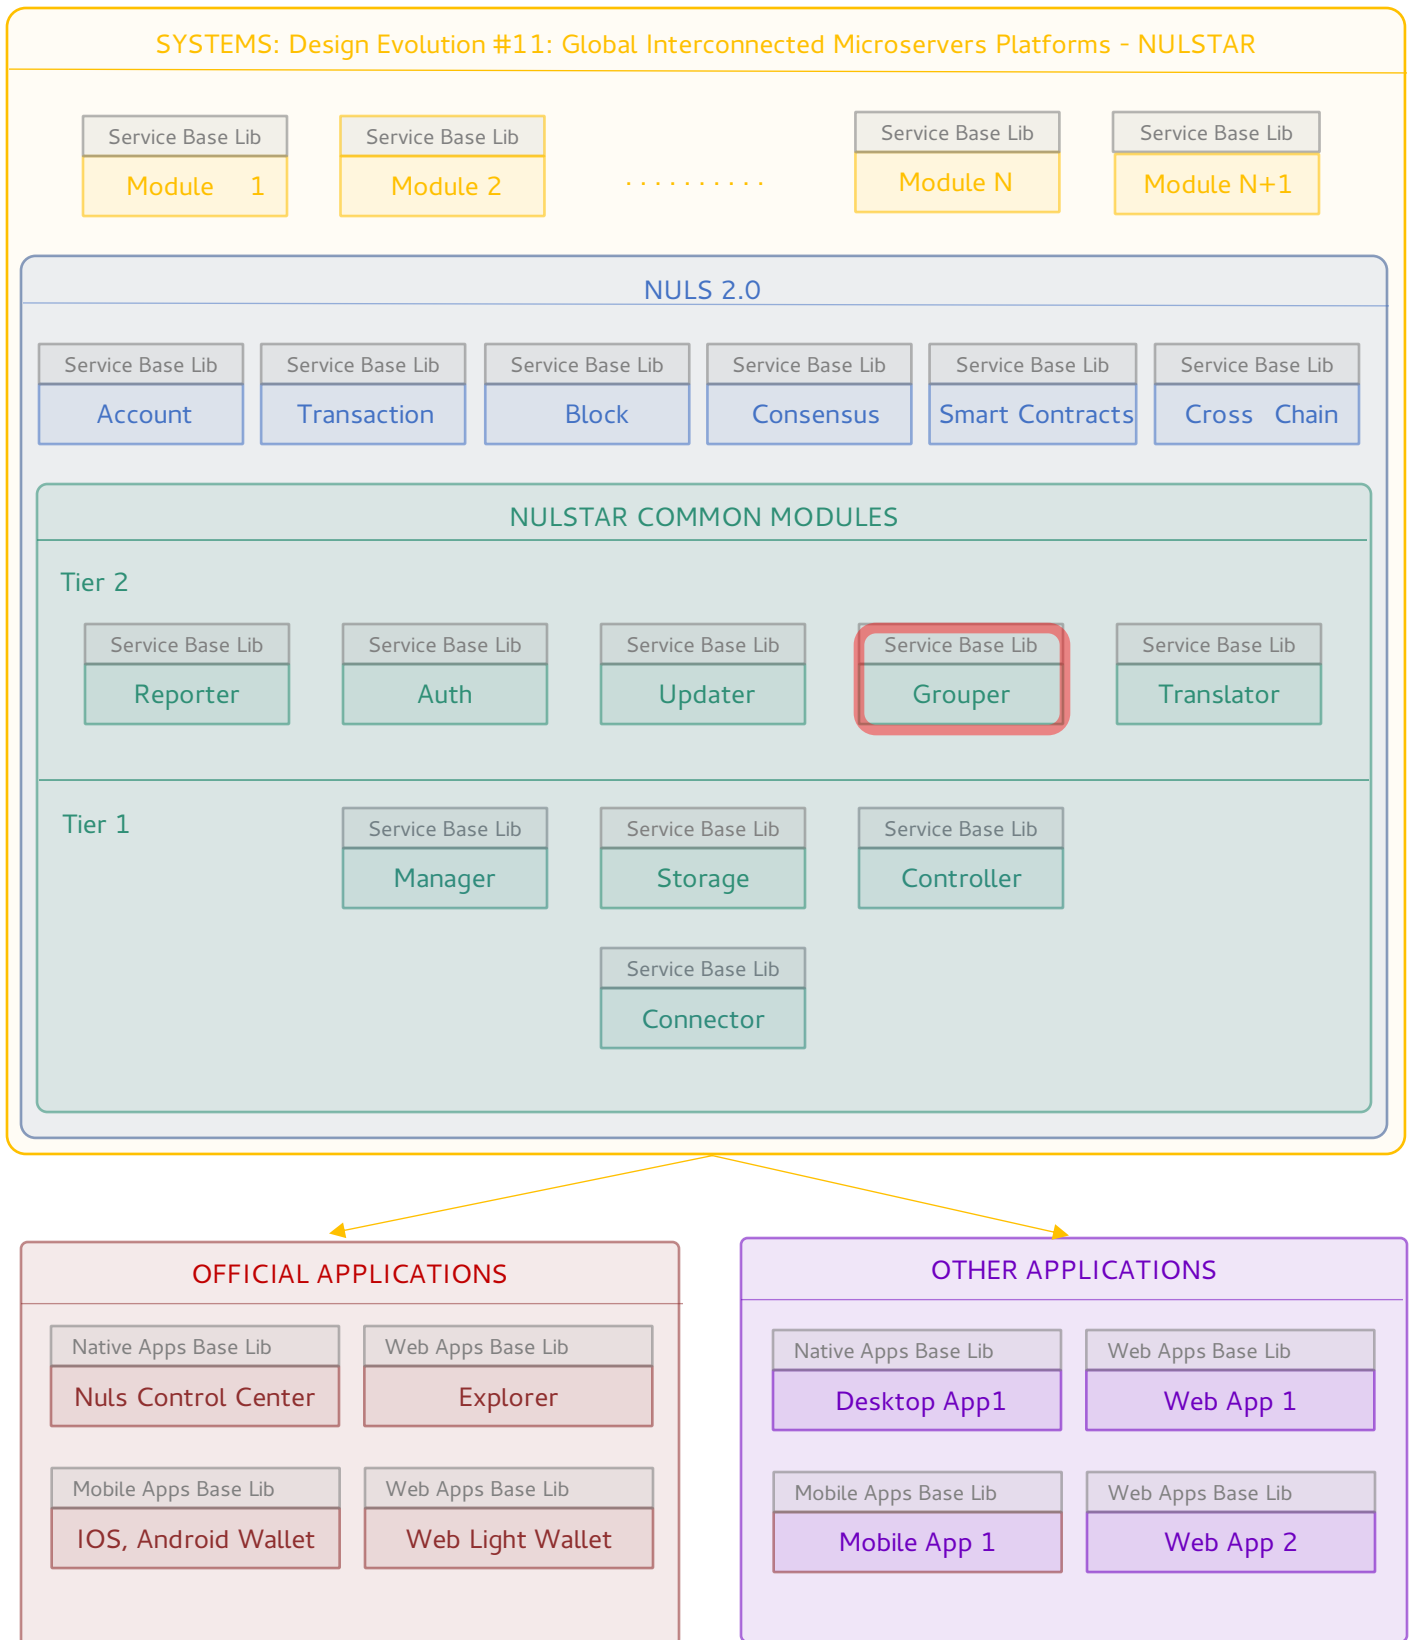 SYSTEMS: Design Evolution #11: Global Interconnected Microservers Platforms - NULSTAR
Service Base Lib
Module 1
Service Base Lib
Module 2
. . . . . . . . . .
Service Base Lib
Module N
Service Base Lib
Module N+1
NULS 2.0
Service Base Lib
Account
Service Base Lib
Transaction
Service Base Lib
Block
Service Base Lib
Consensus
Service Base Lib
Smart Contracts
Service Base Lib
Cross Chain
NULSTAR COMMON MODULES
Tier 2
Service Base Lib
Reporter
Service Base Lib
Auth
Service Base Lib
Updater
Service Base Lib
Grouper
Service Base Lib
Translator
Tier 1
Service Base Lib
Manager
Service Base Lib
Storage
Service Base Lib
Controller
Service Base Lib
Connector
OFFICIAL APPLICATIONS
Native Apps Base Lib
Nuls Control Center
Web Apps Base Lib
Explorer
Mobile Apps Base Lib
IOS, Android Wallet
Web Apps Base Lib
Web Light Wallet
OTHER APPLICATIONS
Native Apps Base Lib
Desktop App1
Web Apps Base Lib
Web App 1
Mobile Apps Base Lib
Mobile App 1
Web Apps Base Lib
Web App 2